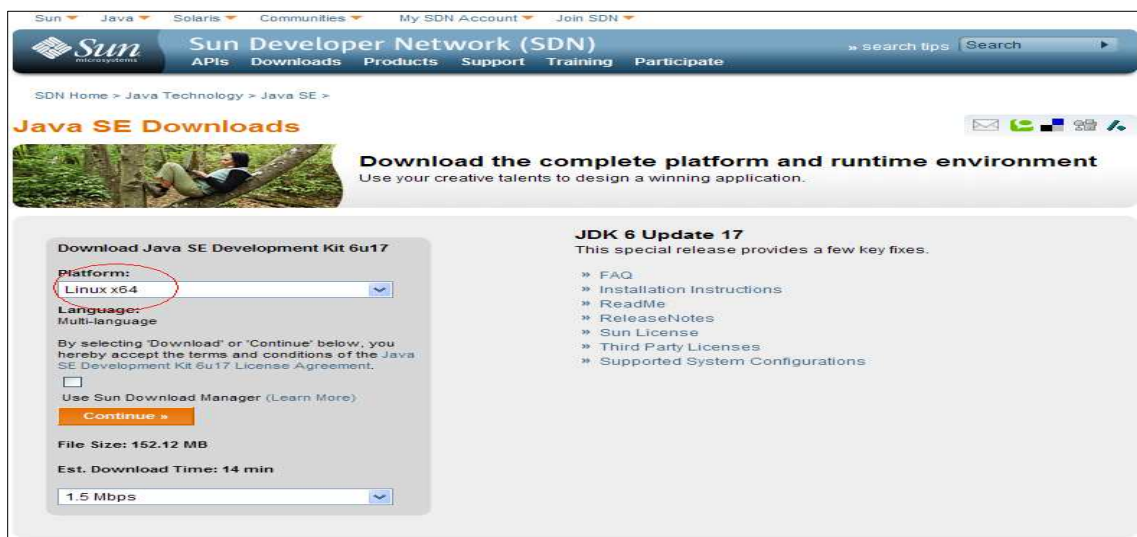 Sun Java Solaris Communities My SDN Account Join SDN
Sun microsystems
Sun Developer Network (SDN)
» search tips Search
APIs Downloads Products Support Training Participate
SDN Home > Java Technology > Java SE >
Java SE Downloads
Download the complete platform and runtime environment
Use your creative talents to design a winning application.
Download Java SE Development Kit 6u17
Platform:
Linux x64
Language:
Multi-language
By selecting 'Download' or 'Continue' below, you
hereby accept the terms and conditions of the Java
SE Development Kit 6u17 License Agreement.
Use Sun Download Manager (Learn More)
Continue »
File Size: 152.12 MB
Est. Download Time: 14 min
1.5 Mbps
JDK 6 Update 17
This special release provides a few key fixes.
» FAQ
» Installation Instructions
» ReadMe
» ReleaseNotes
» Sun License
» Third Party Licenses
» Supported System Configurations